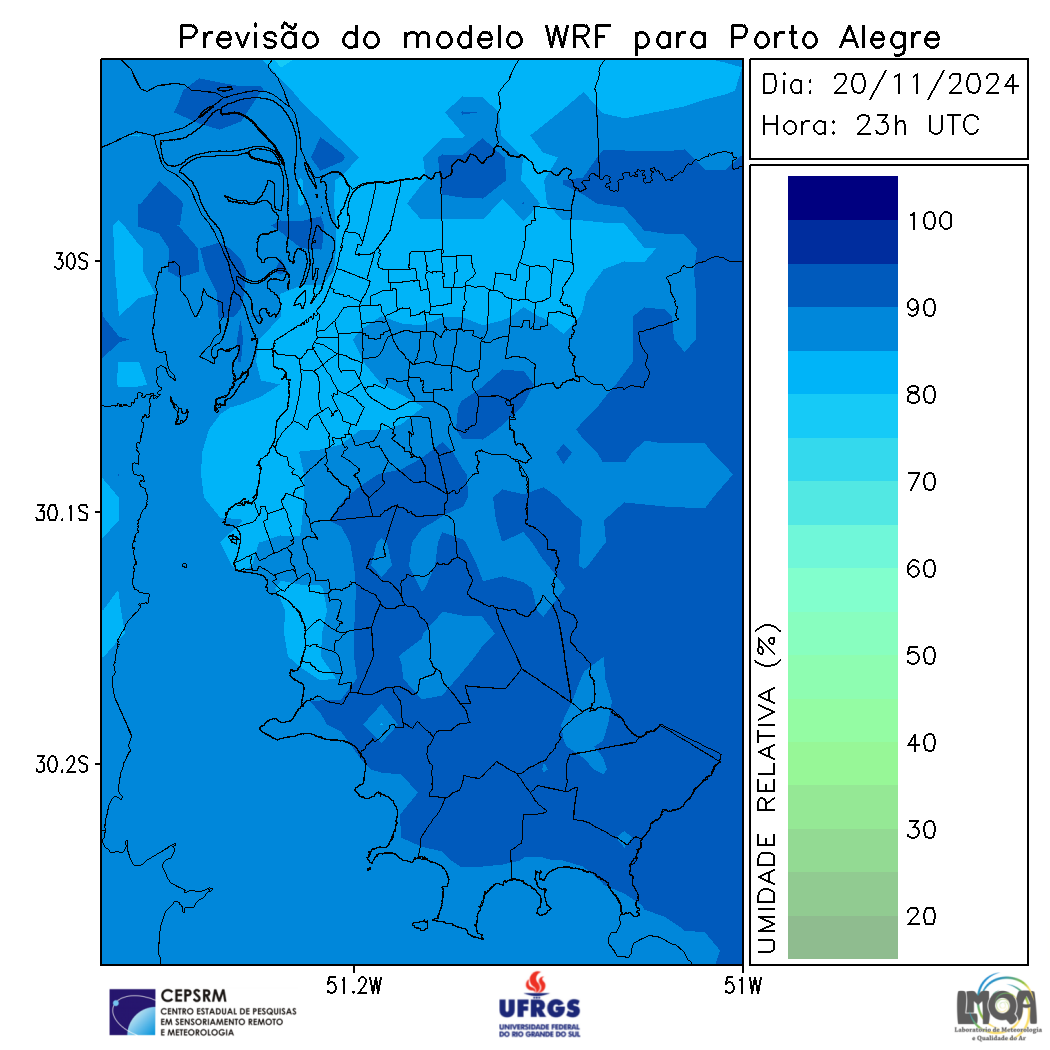 Previsão do modelo WRF para Porto Alegre
Dia: 20/11/2024
Hora: 23h UTC
30S
30.1S
30.2S
51.2W
51W
100
90
80
70
60
50
40
30
20
UMIDADE RELATIVA (%)
CEPSRM
CENTRO ESTADUAL DE PESQUISAS
EM SENSORIAMENTO REMOTO
E METEOROLOGIA
UFRGS
UNIVERSIDADE FEDERAL
DO RIO GRANDE DO SUL
LMQA
Laboratório de Meteorologia
e Qualidade do Ar